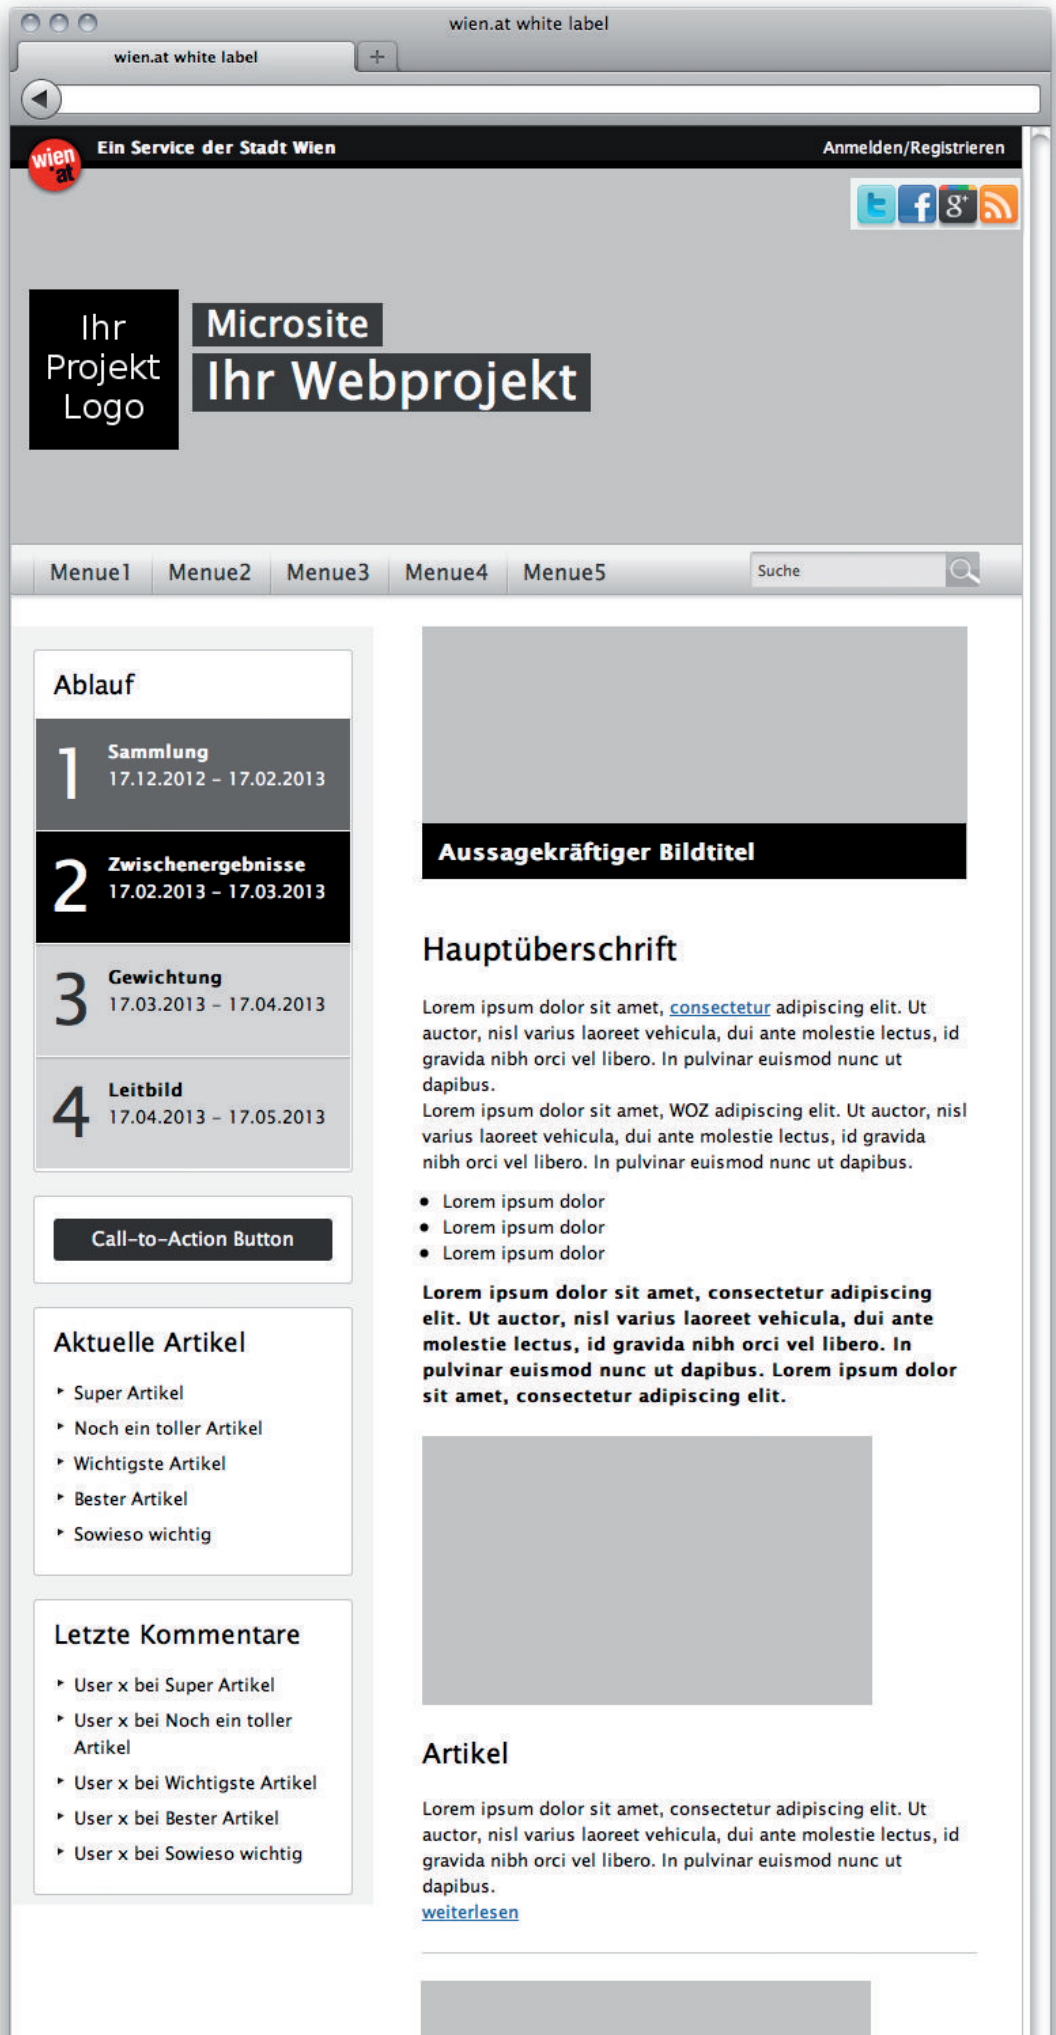 wien.at white label
wien.at white label
wien.at
Ein Service der Stadt Wien
Anmelden/Registrieren
Ihr
Projekt
Logo
Microsite
Ihr Webprojekt
Menue1
Menue2
Menue3
Menue4
Menue5
Suche
Ablauf
1
Sammlung
17.12.2012 – 17.02.2013
2
Zwischenergebnisse
17.02.2013 – 17.03.2013
3
Gewichtung
17.03.2013 – 17.04.2013
4
Leitbild
17.04.2013 – 17.05.2013
Call-to-Action Button
Aktuelle Artikel
Super Artikel
Noch ein toller Artikel
Wichtigste Artikel
Bester Artikel
Sowieso wichtig
Letzte Kommentare
User x bei Super Artikel
User x bei Noch ein toller
Artikel
User x bei Wichtigste Artikel
User x bei Bester Artikel
User x bei Sowieso wichtig
Aussagekräftiger Bildtitel
Hauptüberschrift
Lorem ipsum dolor sit amet, consectetur adipiscing elit. Ut
auctor, nisl varius laoreet vehicula, dui ante molestie lectus, id
gravida nibh orci vel libero. In pulvinar euismod nunc ut
dapibus.
Lorem ipsum dolor sit amet, WOZ adipiscing elit. Ut auctor, nisl
varius laoreet vehicula, dui ante molestie lectus, id gravida
nibh orci vel libero. In pulvinar euismod nunc ut dapibus.
• Lorem ipsum dolor
• Lorem ipsum dolor
• Lorem ipsum dolor
Lorem ipsum dolor sit amet, consectetur adipiscing
elit. Ut auctor, nisl varius laoreet vehicula, dui ante
molestie lectus, id gravida nibh orci vel libero. In
pulvinar euismod nunc ut dapibus. Lorem ipsum dolor
sit amet, consectetur adipiscing elit.
Artikel
Lorem ipsum dolor sit amet, consectetur adipiscing elit. Ut
auctor, nisl varius laoreet vehicula, dui ante molestie lectus, id
gravida nibh orci vel libero. In pulvinar euismod nunc ut
dapibus.
weiterlesen